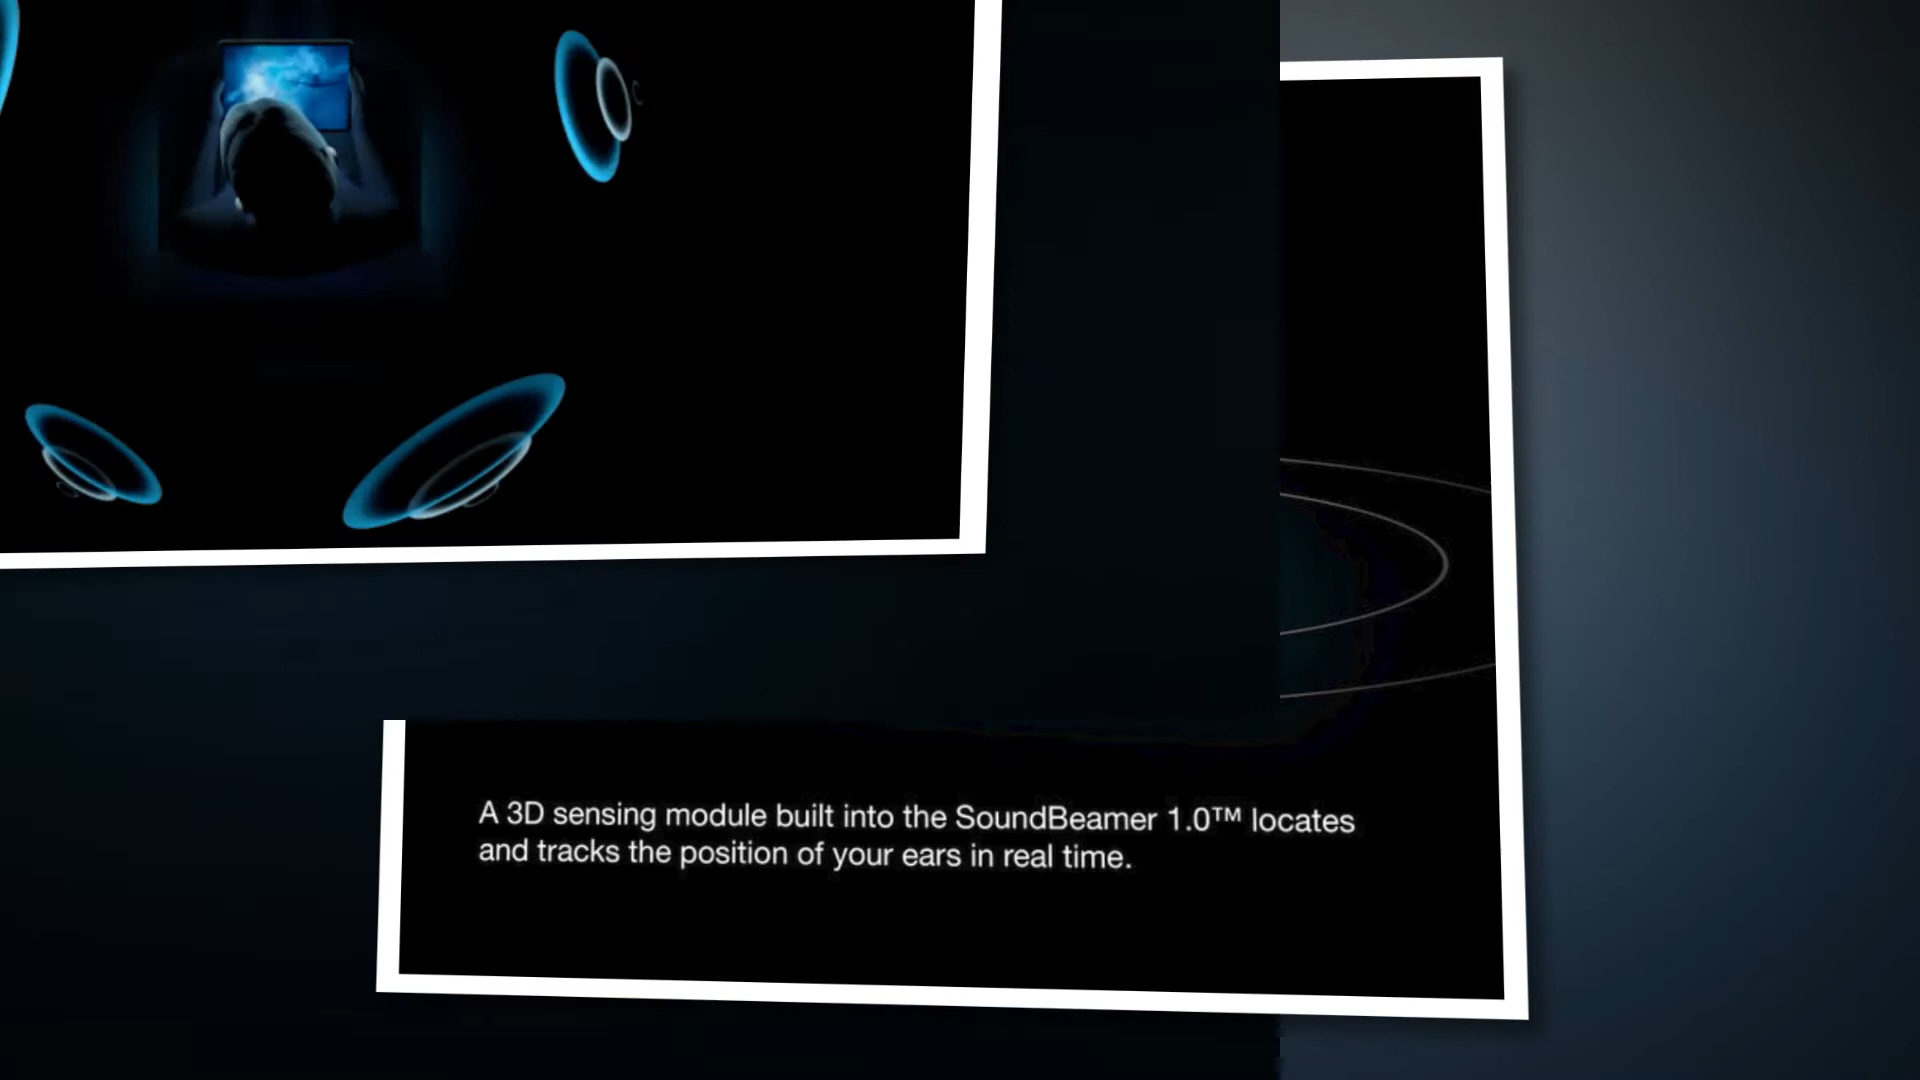 A 3D sensing module built into the SoundBeamer 1.0™ locates
and tracks the position of your ears in real time.